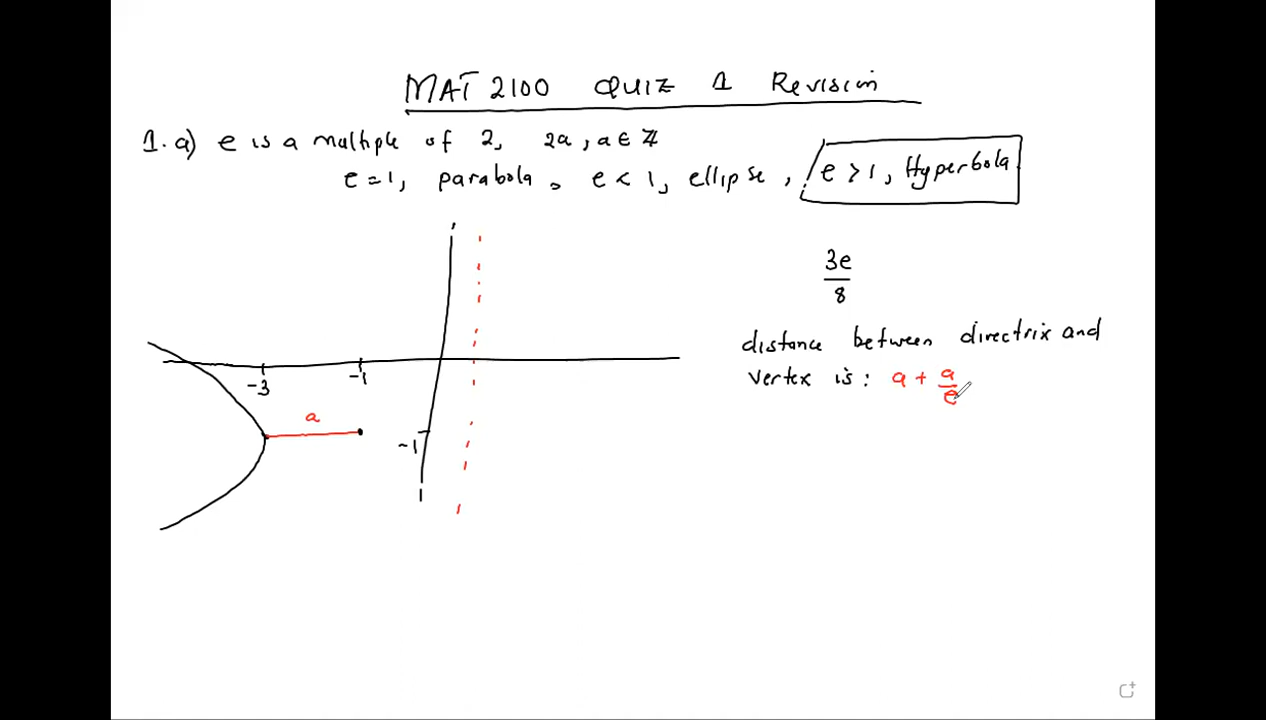 MAT 2100 QUIZ 1 Revision
1. a) e is a multiple of 2, 2a, a ∈ ℤ
e = 1, parabola, e < 1, ellipse, e > 1, Hyperbola
3e
8
distance between directrix and
vertex is: a + a/e
-3
-1
a
-1